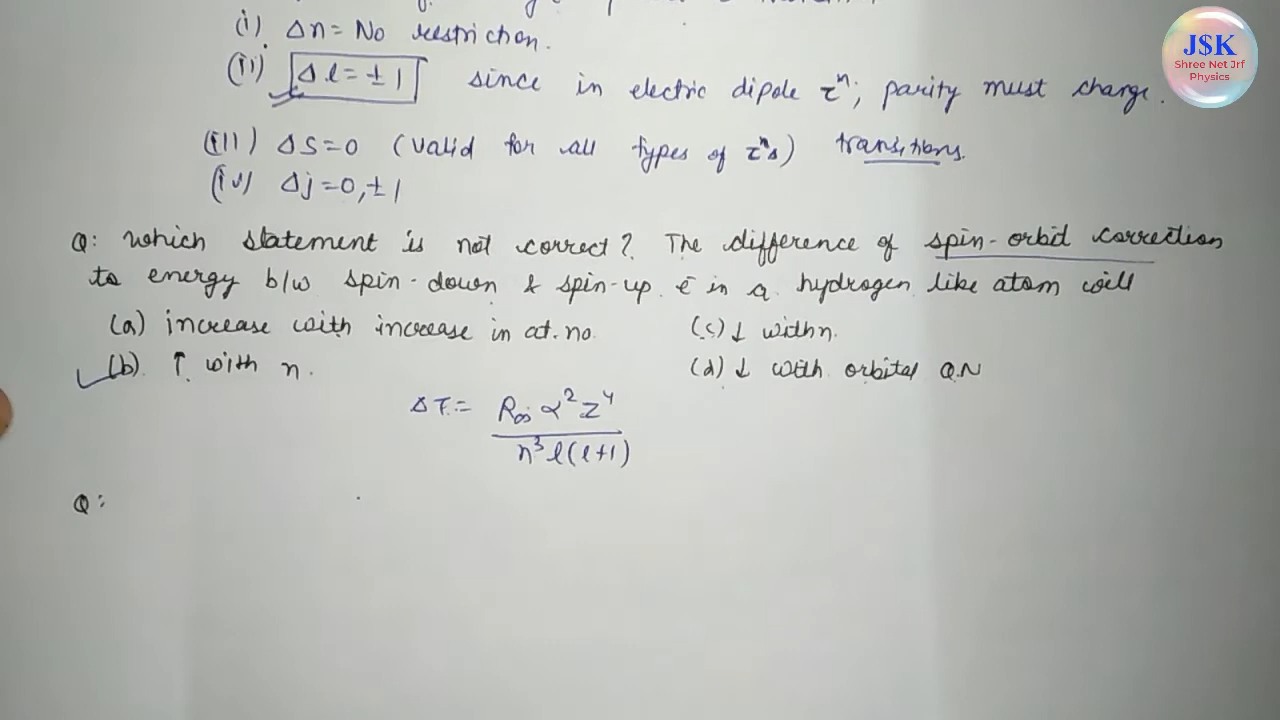 (i) Δn = No restriction.
J$K
Shree Net Jrf
Physics
(ii) Δl = ±1 since in electric dipole τⁿ; parity must change.
(iii) ΔS=0 (valid for all types of τⁿs) transitions.
(iv) Δj=0,±1
Q: which statement is not correct? The difference of spin-orbit correction
to energy b/w spin-down & spin-up e⁻ in a hydrogen like atom will
(a) increase with increase in at. no. (c) ↓ with n.
(b) ↑ with n. (d) ↓ with orbital Q.N
ΔT = R∞ α² Z⁴
n³ l(l+1)
Q: